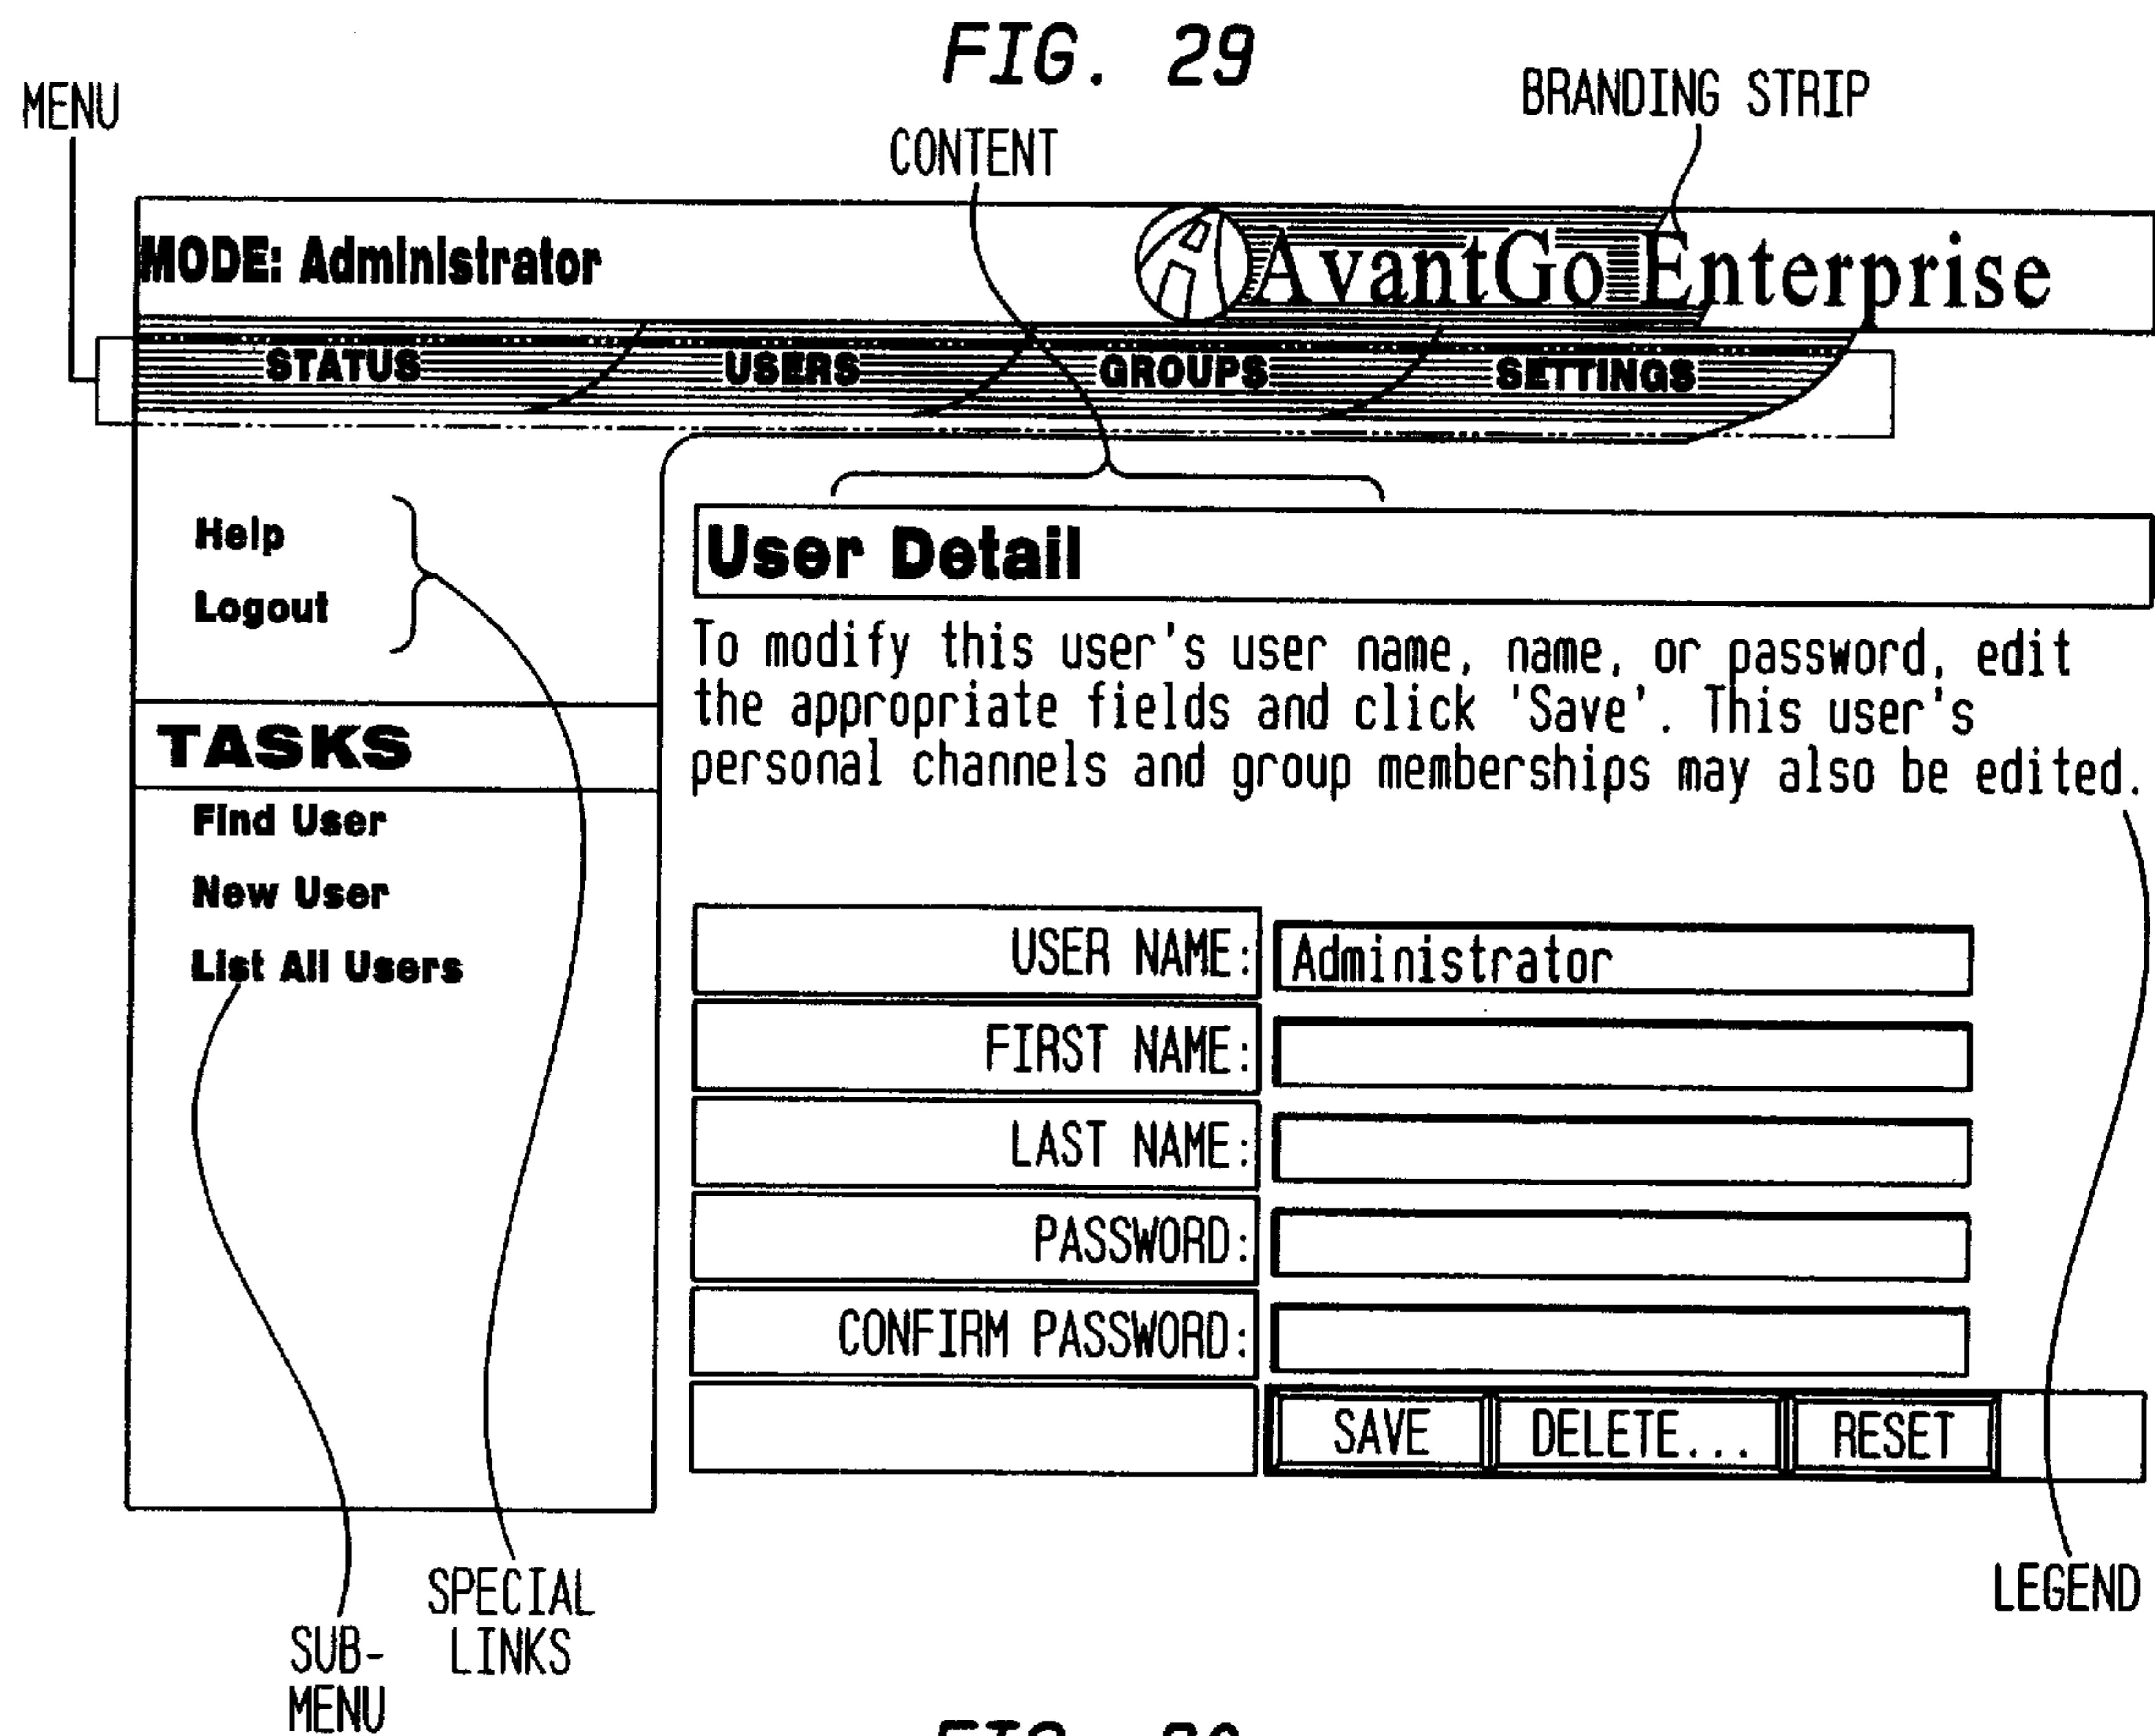 FIG. 29
MENU
CONTENT
BRANDING STRIP
MODE: Administrator
AvantGo Enterprise
STATUS USERS GROUPS SETTINGS
Help
Logout
TASKS
Find User
New User
List All Users
User Detail
To modify this user's user name, name, or password, edit
the appropriate fields and click 'Save'. This user's
personal channels and group memberships may also be edited.
USER NAME: Administrator
FIRST NAME:
LAST NAME:
PASSWORD:
CONFIRM PASSWORD:
SAVE DELETE... RESET
SPECIAL
LINKS
SUB-
MENU
LEGEND